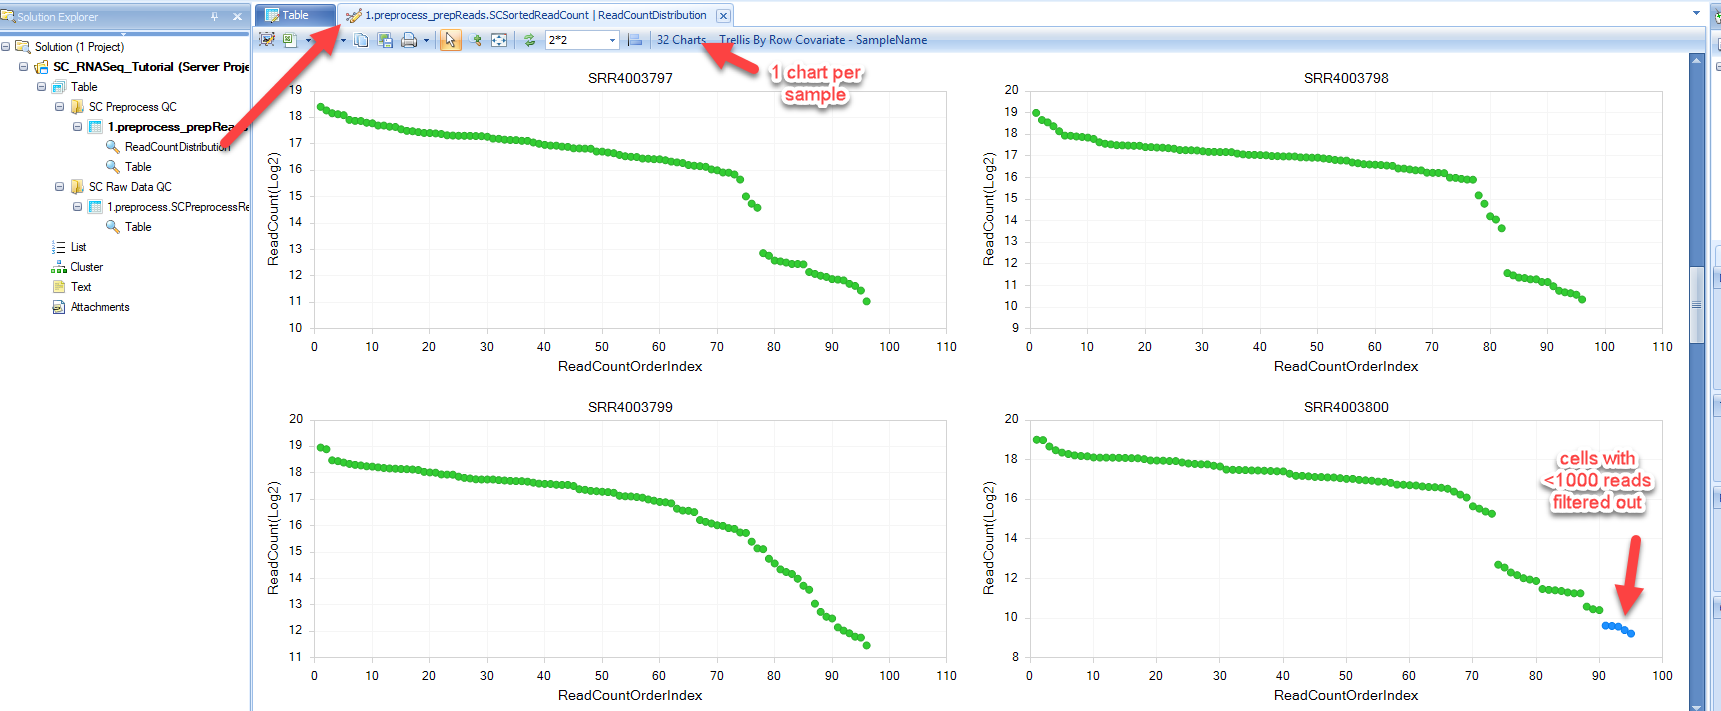 Solution Explorer
Solution (1 Project)
SC_RNASeq_Tutorial (Server Proje
Table
SC Preprocess QC
1.preprocess_prepRea
ReadCountDistribution
Table
SC Raw Data QC
1.preprocess.SCPreprocessRe
Table
List
Cluster
Text
Attachments
Table
1.preprocess_prepReads.SCSortedReadCount | ReadCountDistribution
2*2
32 Charts
Trellis By Row Covariate - SampleName
1 chart per
sample
SRR4003797
19
18
17
16
15
14
13
12
11
10
ReadCount(Log2)
0 10 20 30 40 50 60 70 80 90 100 110
ReadCountOrderIndex
SRR4003798
20
19
18
17
16
15
14
13
12
11
10
9
ReadCount(Log2)
0 10 20 30 40 50 60 70 80 90 100 110
ReadCountOrderIndex
SRR4003799
20
19
18
17
16
15
14
13
12
11
ReadCount(Log2)
0 10 20 30 40 50 60 70 80 90 100 110
ReadCountOrderIndex
SRR4003800
20
18
16
14
12
10
8
ReadCount(Log2)
0 10 20 30 40 50 60 70 80 90 100
ReadCountOrderIndex
cells with
<1000 reads
filtered out